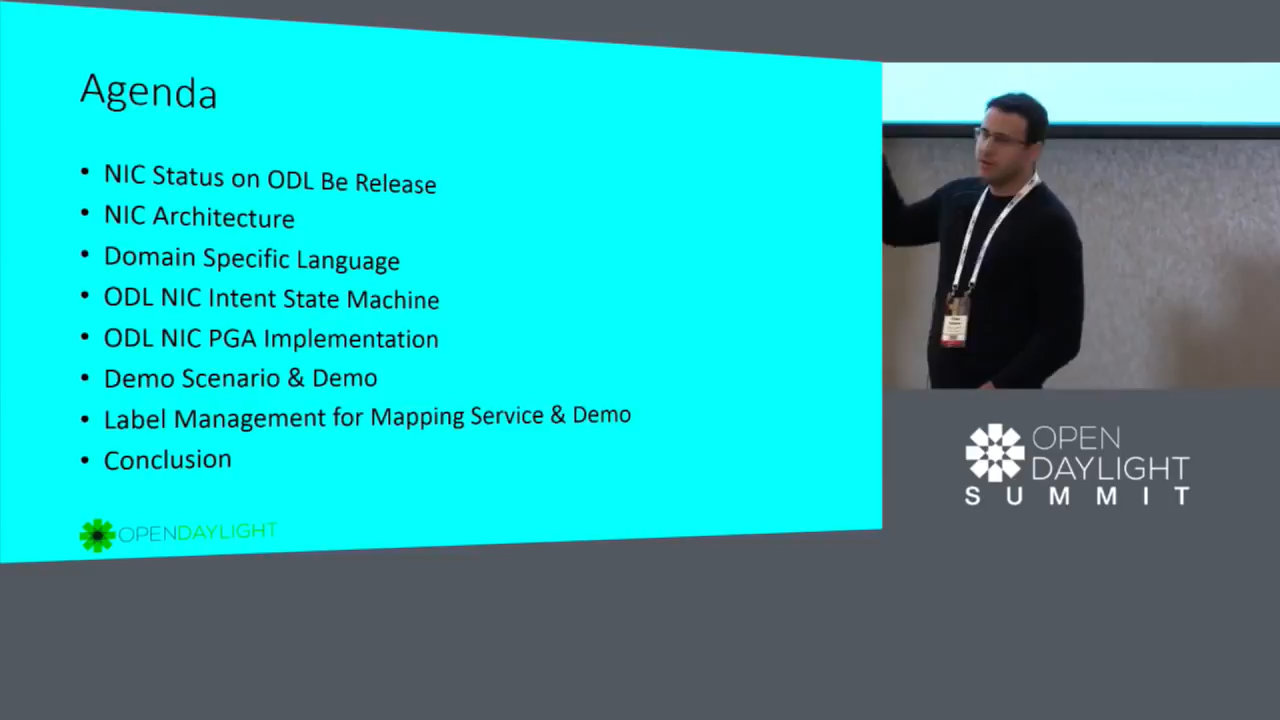 Agenda
• NIC Status on ODL Be Release
• NIC Architecture
• Domain Specific Language
• ODL NIC Intent State Machine
• ODL NIC PGA Implementation
• Demo Scenario & Demo
• Label Management for Mapping Service & Demo
• Conclusion
OPENDAYLIGHT
OPEN
DAYLIGHT
SUMMIT